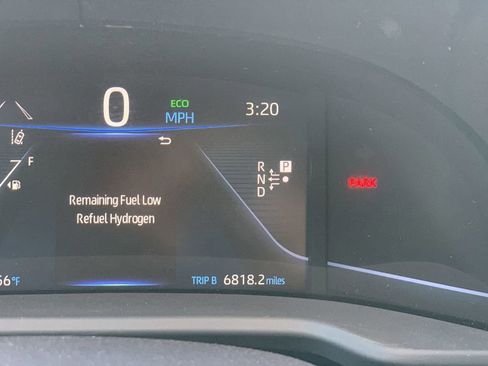 0
ECO
MPH
3:20
F
R P
N
D
PARK
Remaining Fuel Low
Refuel Hydrogen
56°F
TRIP B 6818.2 miles